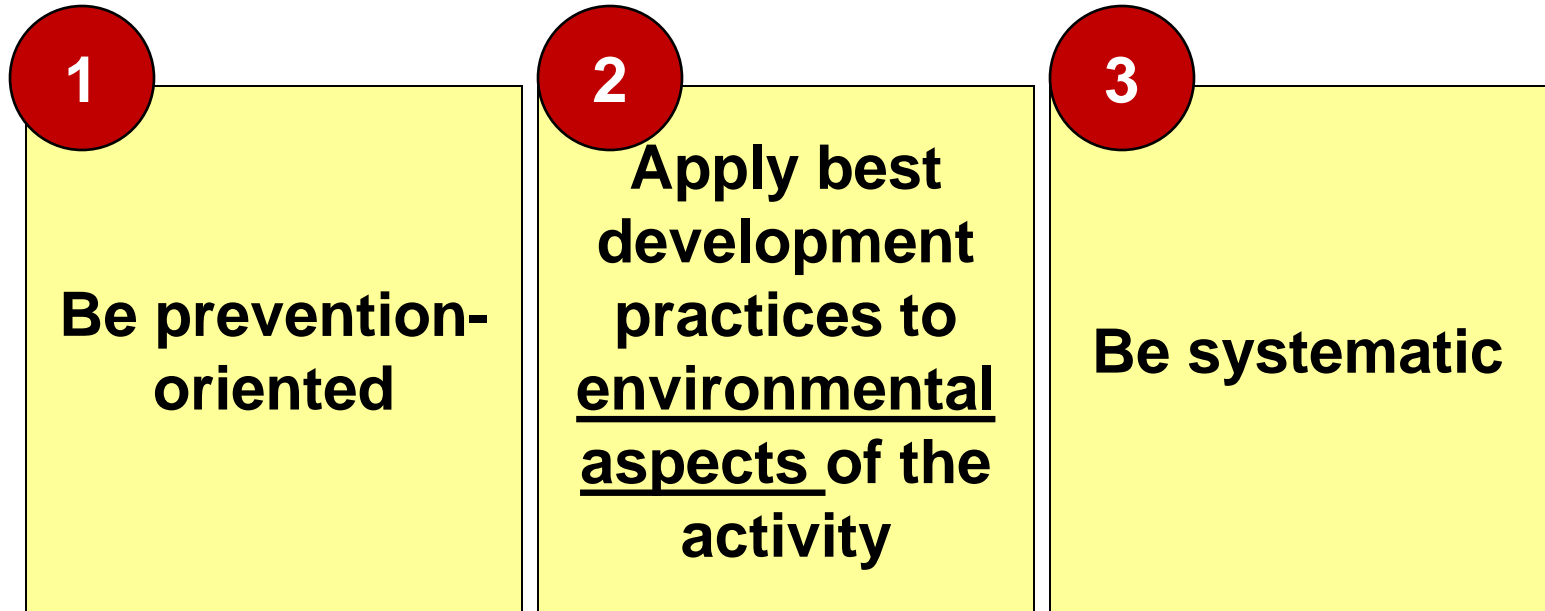 1
Be prevention-
oriented
2
Apply best
development
practices to
environmental
aspects of the
activity
3
Be systematic